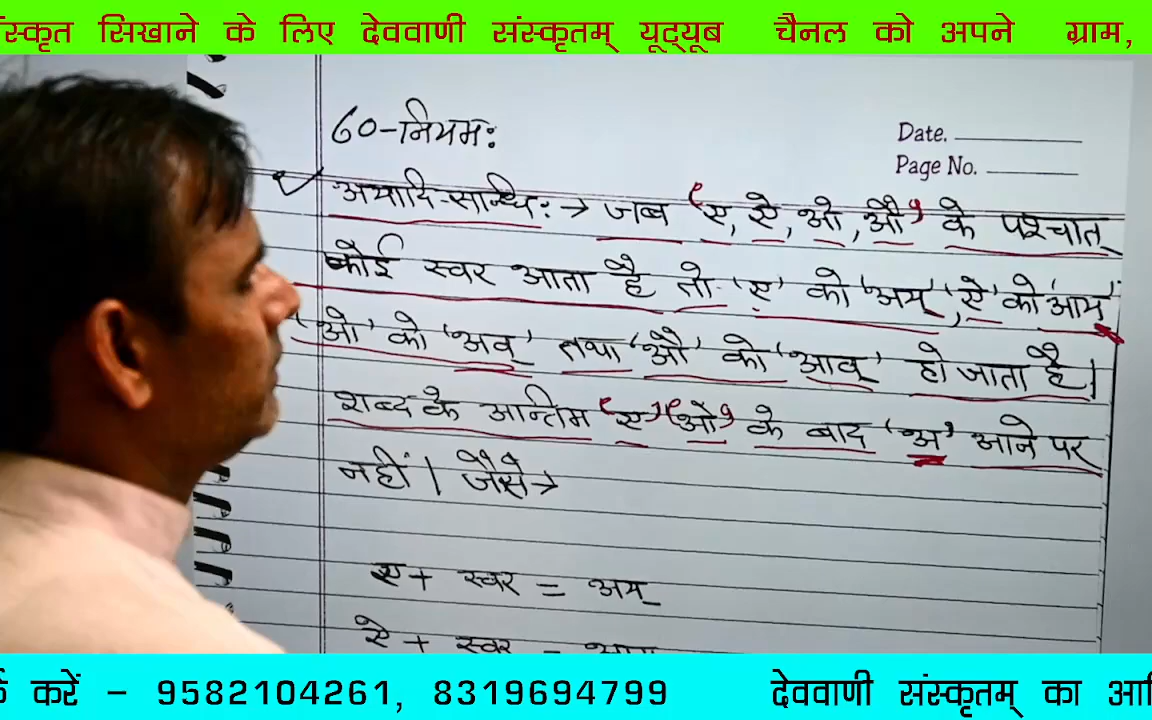 स्कृत सिखाने के लिए देववाणी संस्कृतम् यूट्यूब चैनल को अपने ग्राम,
60-नियमः
Date.
Page No.
अयादि-सन्धिः→ जब 'ए, ऐ, ओ, औ' के पश्चात्
कोई स्वर आता है तो 'ए' को 'अय्', 'ऐ' को 'आय्'
'ओ' को 'अव्' तथा 'औ' को 'आव्' हो जाता है।
शब्द के अन्तिम 'ए' 'ओ' के बाद 'अ' आने पर
नहीं। जैसे→
ए + स्वर = अय्
ऐ + स्वर =
करें - 9582104261, 8319694799 देववाणी संस्कृतम् का